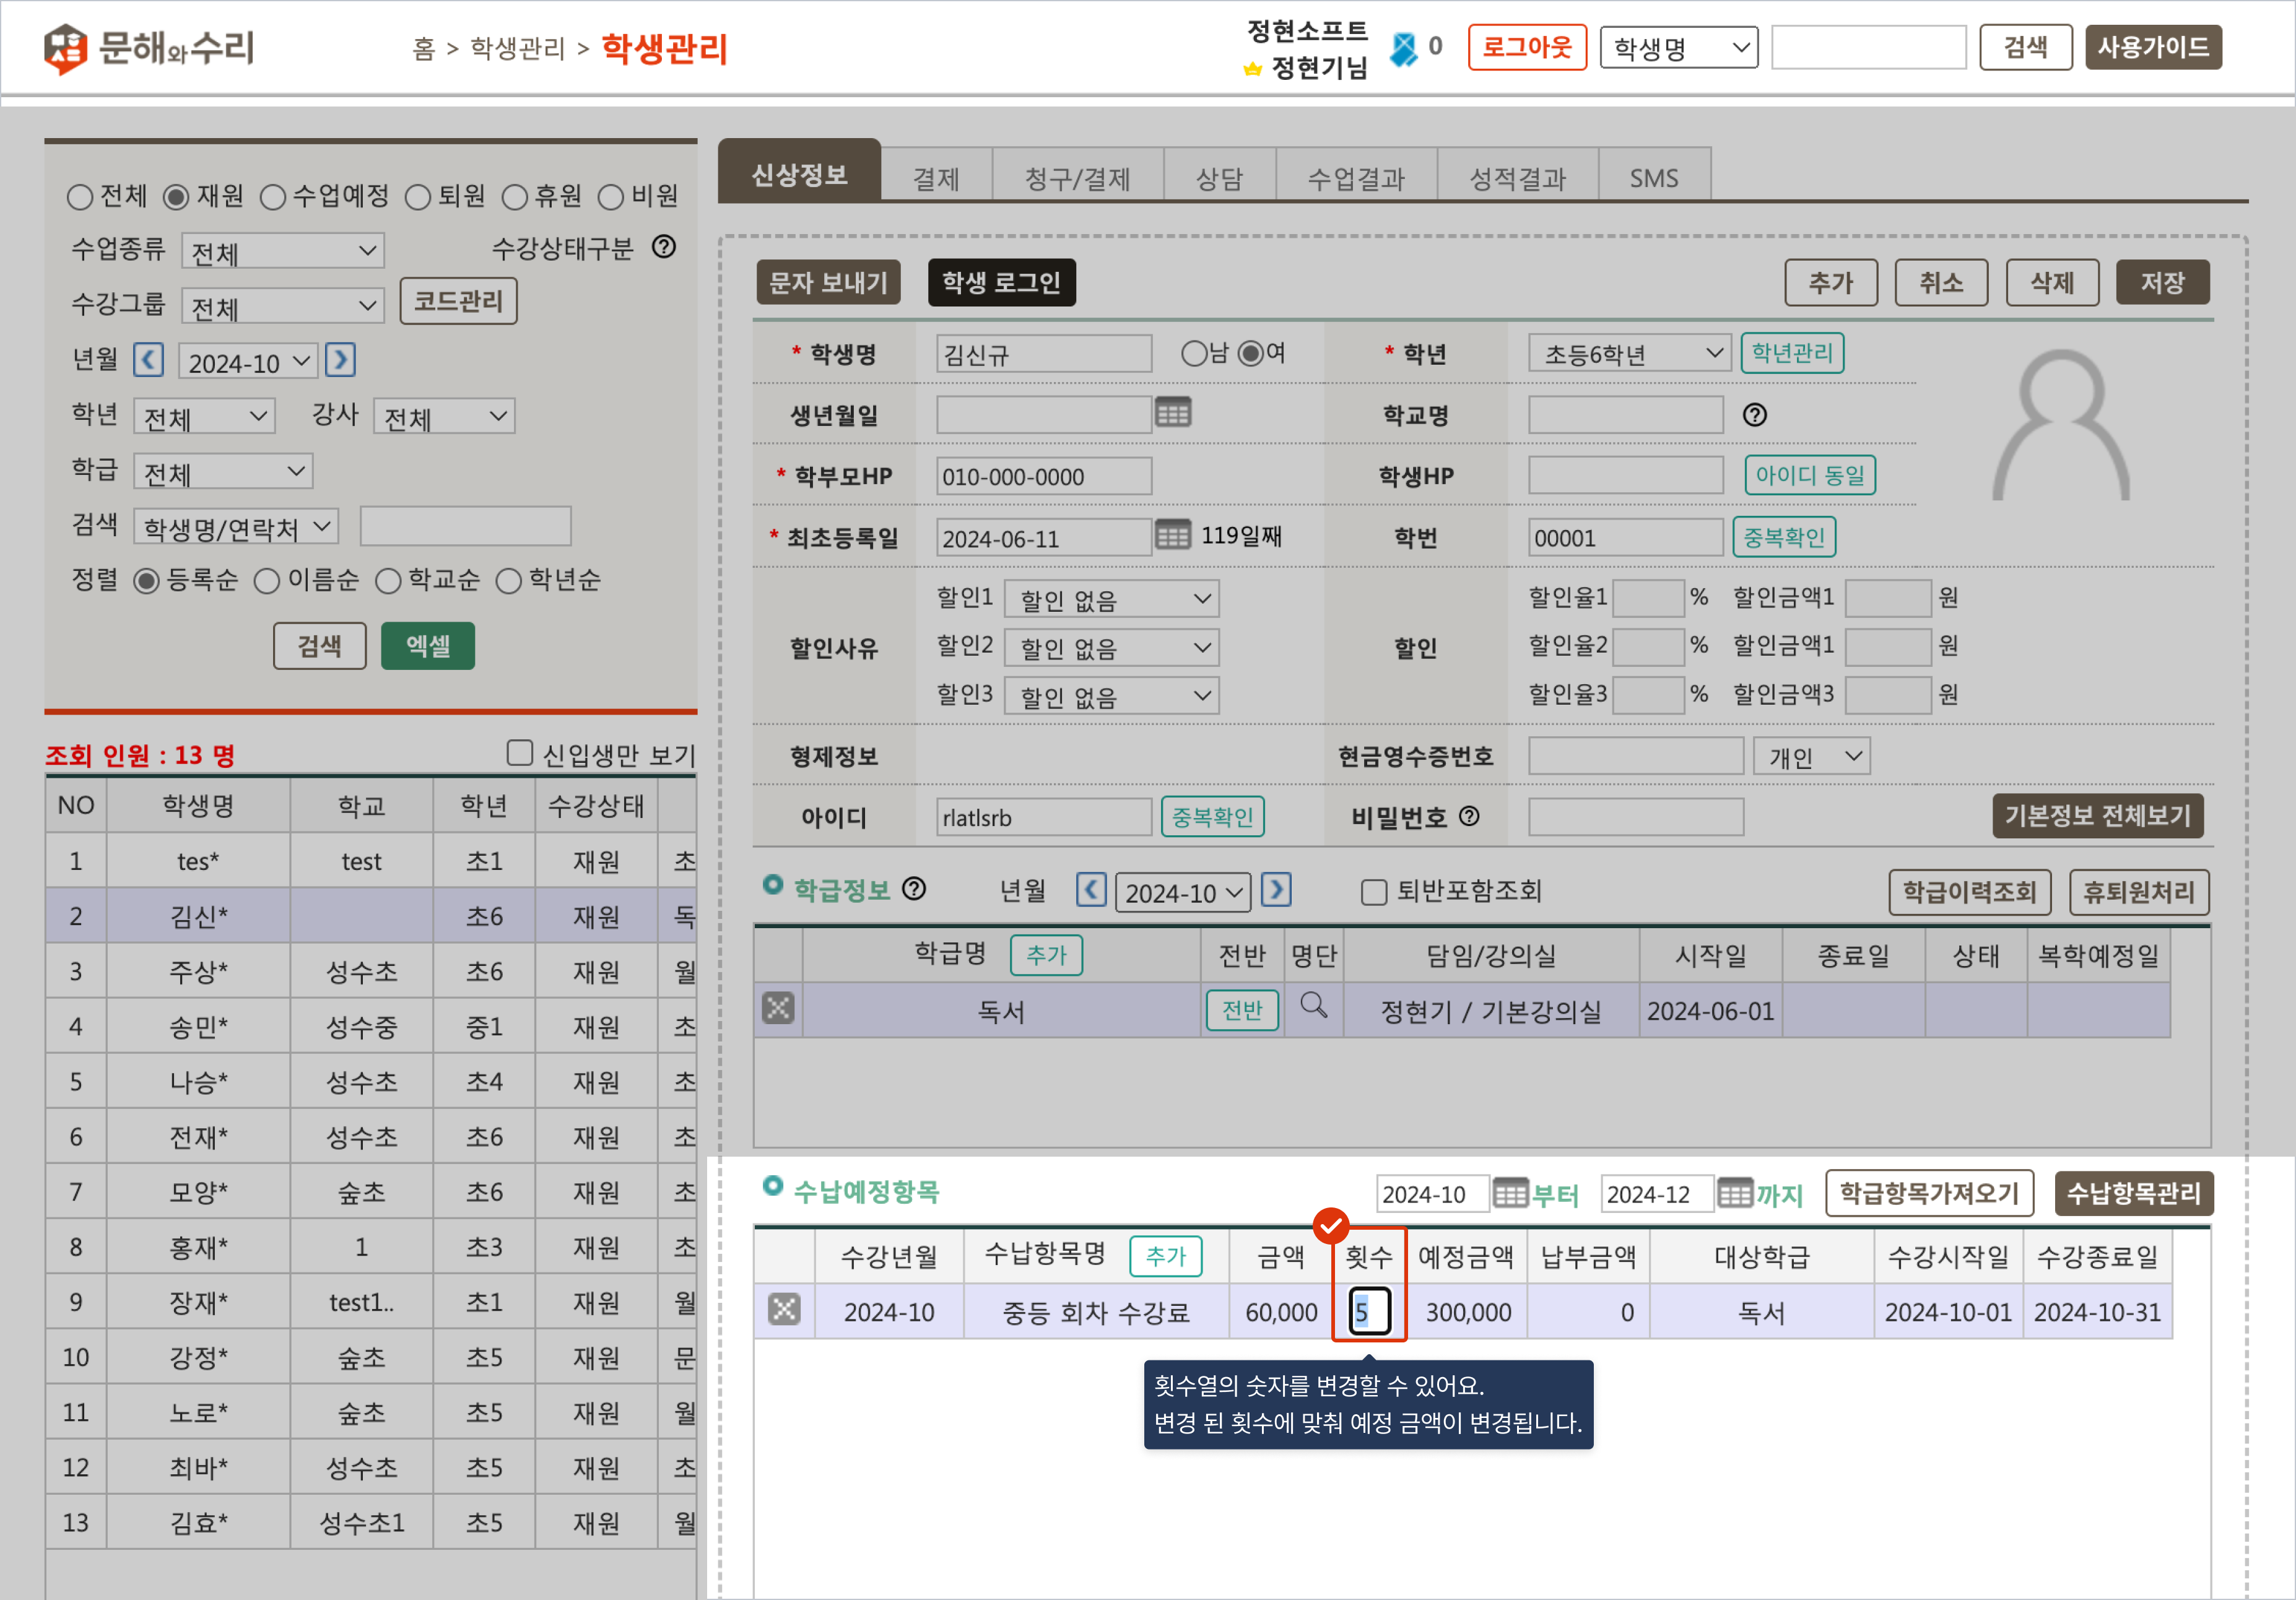 문해와수리
홈 > 학생관리 > 학생관리
정현소프트
정현기님
0
로그아웃
학생명
검색
사용가이드
전체 재원 수업예정 퇴원 휴원 비원
수업종류 전체 수강상태구분 ?
수강그룹 전체 코드관리
년월 2024-10
학년 전체 강사 전체
학급 전체
검색 학생명/연락처
정렬 등록순 이름순 학교순 학년순
검색 엑셀
조회 인원 : 13 명 신입생만 보기
NO 학생명 학교 학년 수강상태
1 tes* test 초1 재원 초
2 김신* 초6 재원 독
3 주상* 성수초 초6 재원 월
4 송민* 성수중 중1 재원 초
5 나승* 성수초 초4 재원 초
6 전재* 성수초 초6 재원 초
7 모양* 숲초 초6 재원 초
8 홍재* 1 초3 재원 초
9 장재* test1.. 초1 재원 월
10 강정* 숲초 초5 재원 문
11 노로* 숲초 초5 재원 월
12 최바* 성수초 초5 재원 초
13 김효* 성수초1 초5 재원 월
신상정보 결제 청구/결제 상담 수업결과 성적결과 SMS
문자 보내기 학생 로그인 추가 취소 삭제 저장
* 학생명 김신규 남 여 * 학년 초등6학년 학년관리
생년월일 학교명 ?
* 학부모HP 010-000-0000 학생HP 아이디 동일
* 최초등록일 2024-06-11 119일째 학번 00001 중복확인
할인사유 할인
할인1 할인 없음 할인율1 % 할인금액1 원
할인2 할인 없음 할인율2 % 할인금액1 원
할인3 할인 없음 할인율3 % 할인금액3 원
형제정보 현금영수증번호 개인
아이디 rlatlsrb 중복확인 비밀번호 ? 기본정보 전체보기
학급정보 ? 년월 2024-10 퇴반포함조회 학급이력조회 휴퇴원처리
학급명 추가 전반 명단 담임/강의실 시작일 종료일 상태 복학예정일
독서 전반 정현기 / 기본강의실 2024-06-01
수납예정항목 2024-10 부터 2024-12 까지 학급항목가져오기 수납항목관리
수강년월 수납항목명 추가 금액 횟수 예정금액 납부금액 대상학급 수강시작일 수강종료일
2024-10 중등 회차 수강료 60,000 5 300,000 0 독서 2024-10-01 2024-10-31
횟수열의 숫자를 변경할 수 있어요.
변경 된 횟수에 맞춰 예정 금액이 변경됩니다.